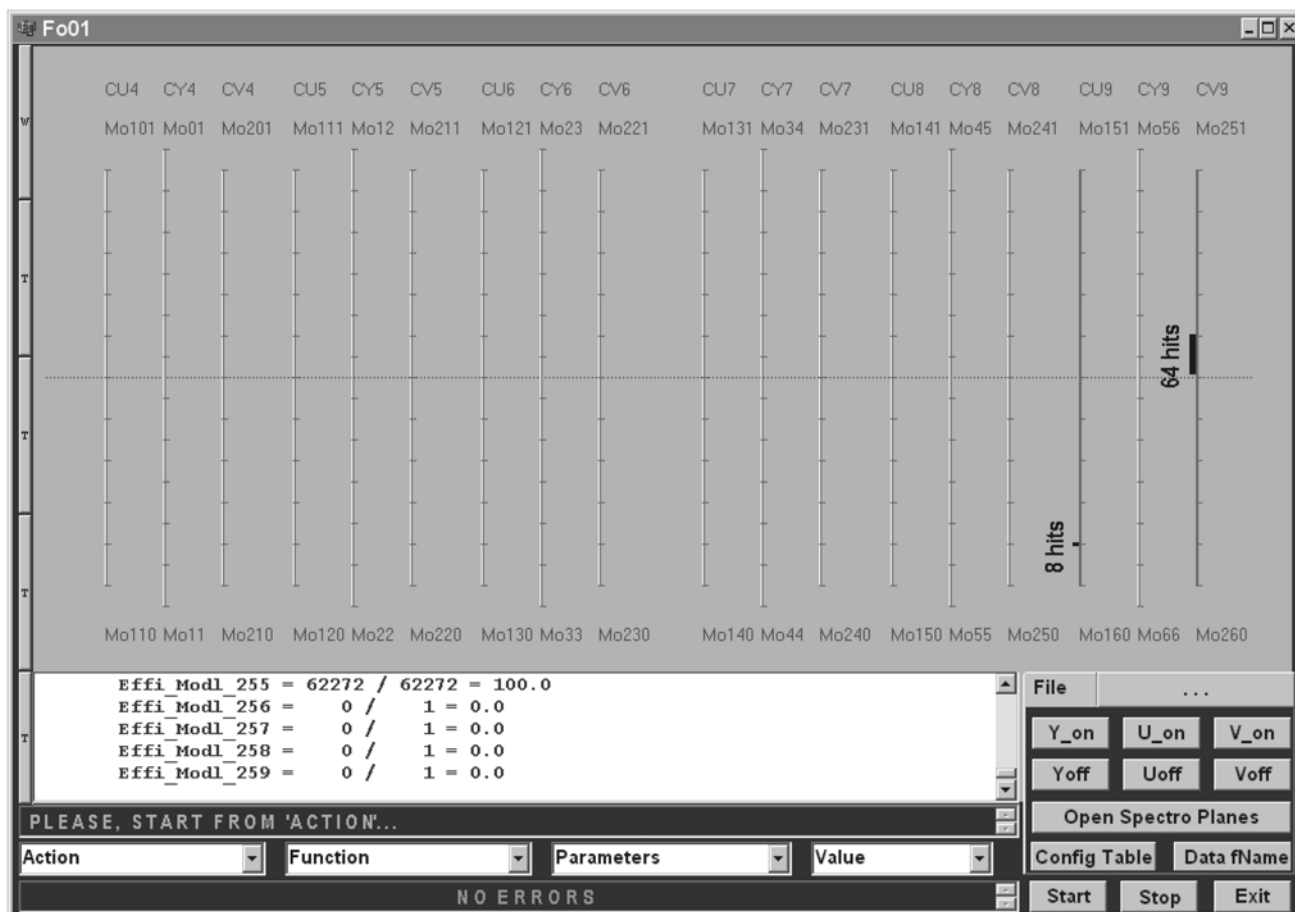 Fo01
CU4 CY4 CV4 CU5 CY5 CV5 CU6 CY6 CV6 CU7 CY7 CV7 CU8 CY8 CV8 CU9 CY9 CV9
Mo101 Mo01 Mo201 Mo111 Mo12 Mo211 Mo121 Mo23 Mo221 Mo131 Mo34 Mo231 Mo141 Mo45 Mo241 Mo151 Mo56 Mo251
W
T
T
T
T
64 hits
8 hits
Mo110 Mo11 Mo210 Mo120 Mo22 Mo220 Mo130 Mo33 Mo230 Mo140 Mo44 Mo240 Mo150 Mo55 Mo250 Mo160 Mo66 Mo260
Effi_Modl_255 = 62272 / 62272 = 100.0
Effi_Modl_256 = 0 / 1 = 0.0
Effi_Modl_257 = 0 / 1 = 0.0
Effi_Modl_258 = 0 / 1 = 0.0
Effi_Modl_259 = 0 / 1 = 0.0
File ...
Y_on U_on V_on
Yoff Uoff Voff
Open Spectro Planes
PLEASE, START FROM 'ACTION'...
Action Function Parameters Value
Config Table Data fName
NO ERRORS
Start Stop Exit